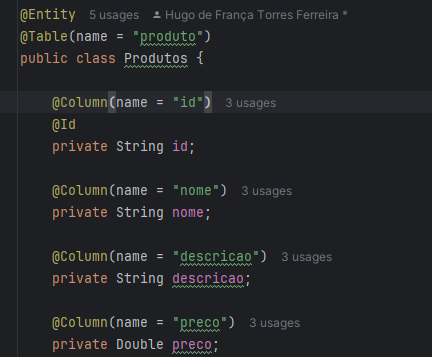 @Entity 5 usages Hugo de França Torres Ferreira *
@Table(name = "produto")
public class Produtos {
@Column(name = "id") 3 usages
@Id
private String id;
@Column(name = "nome") 3 usages
private String nome;
@Column(name = "descricao") 3 usages
private String descricao;
@Column(name = "preco") 3 usages
private Double preco;